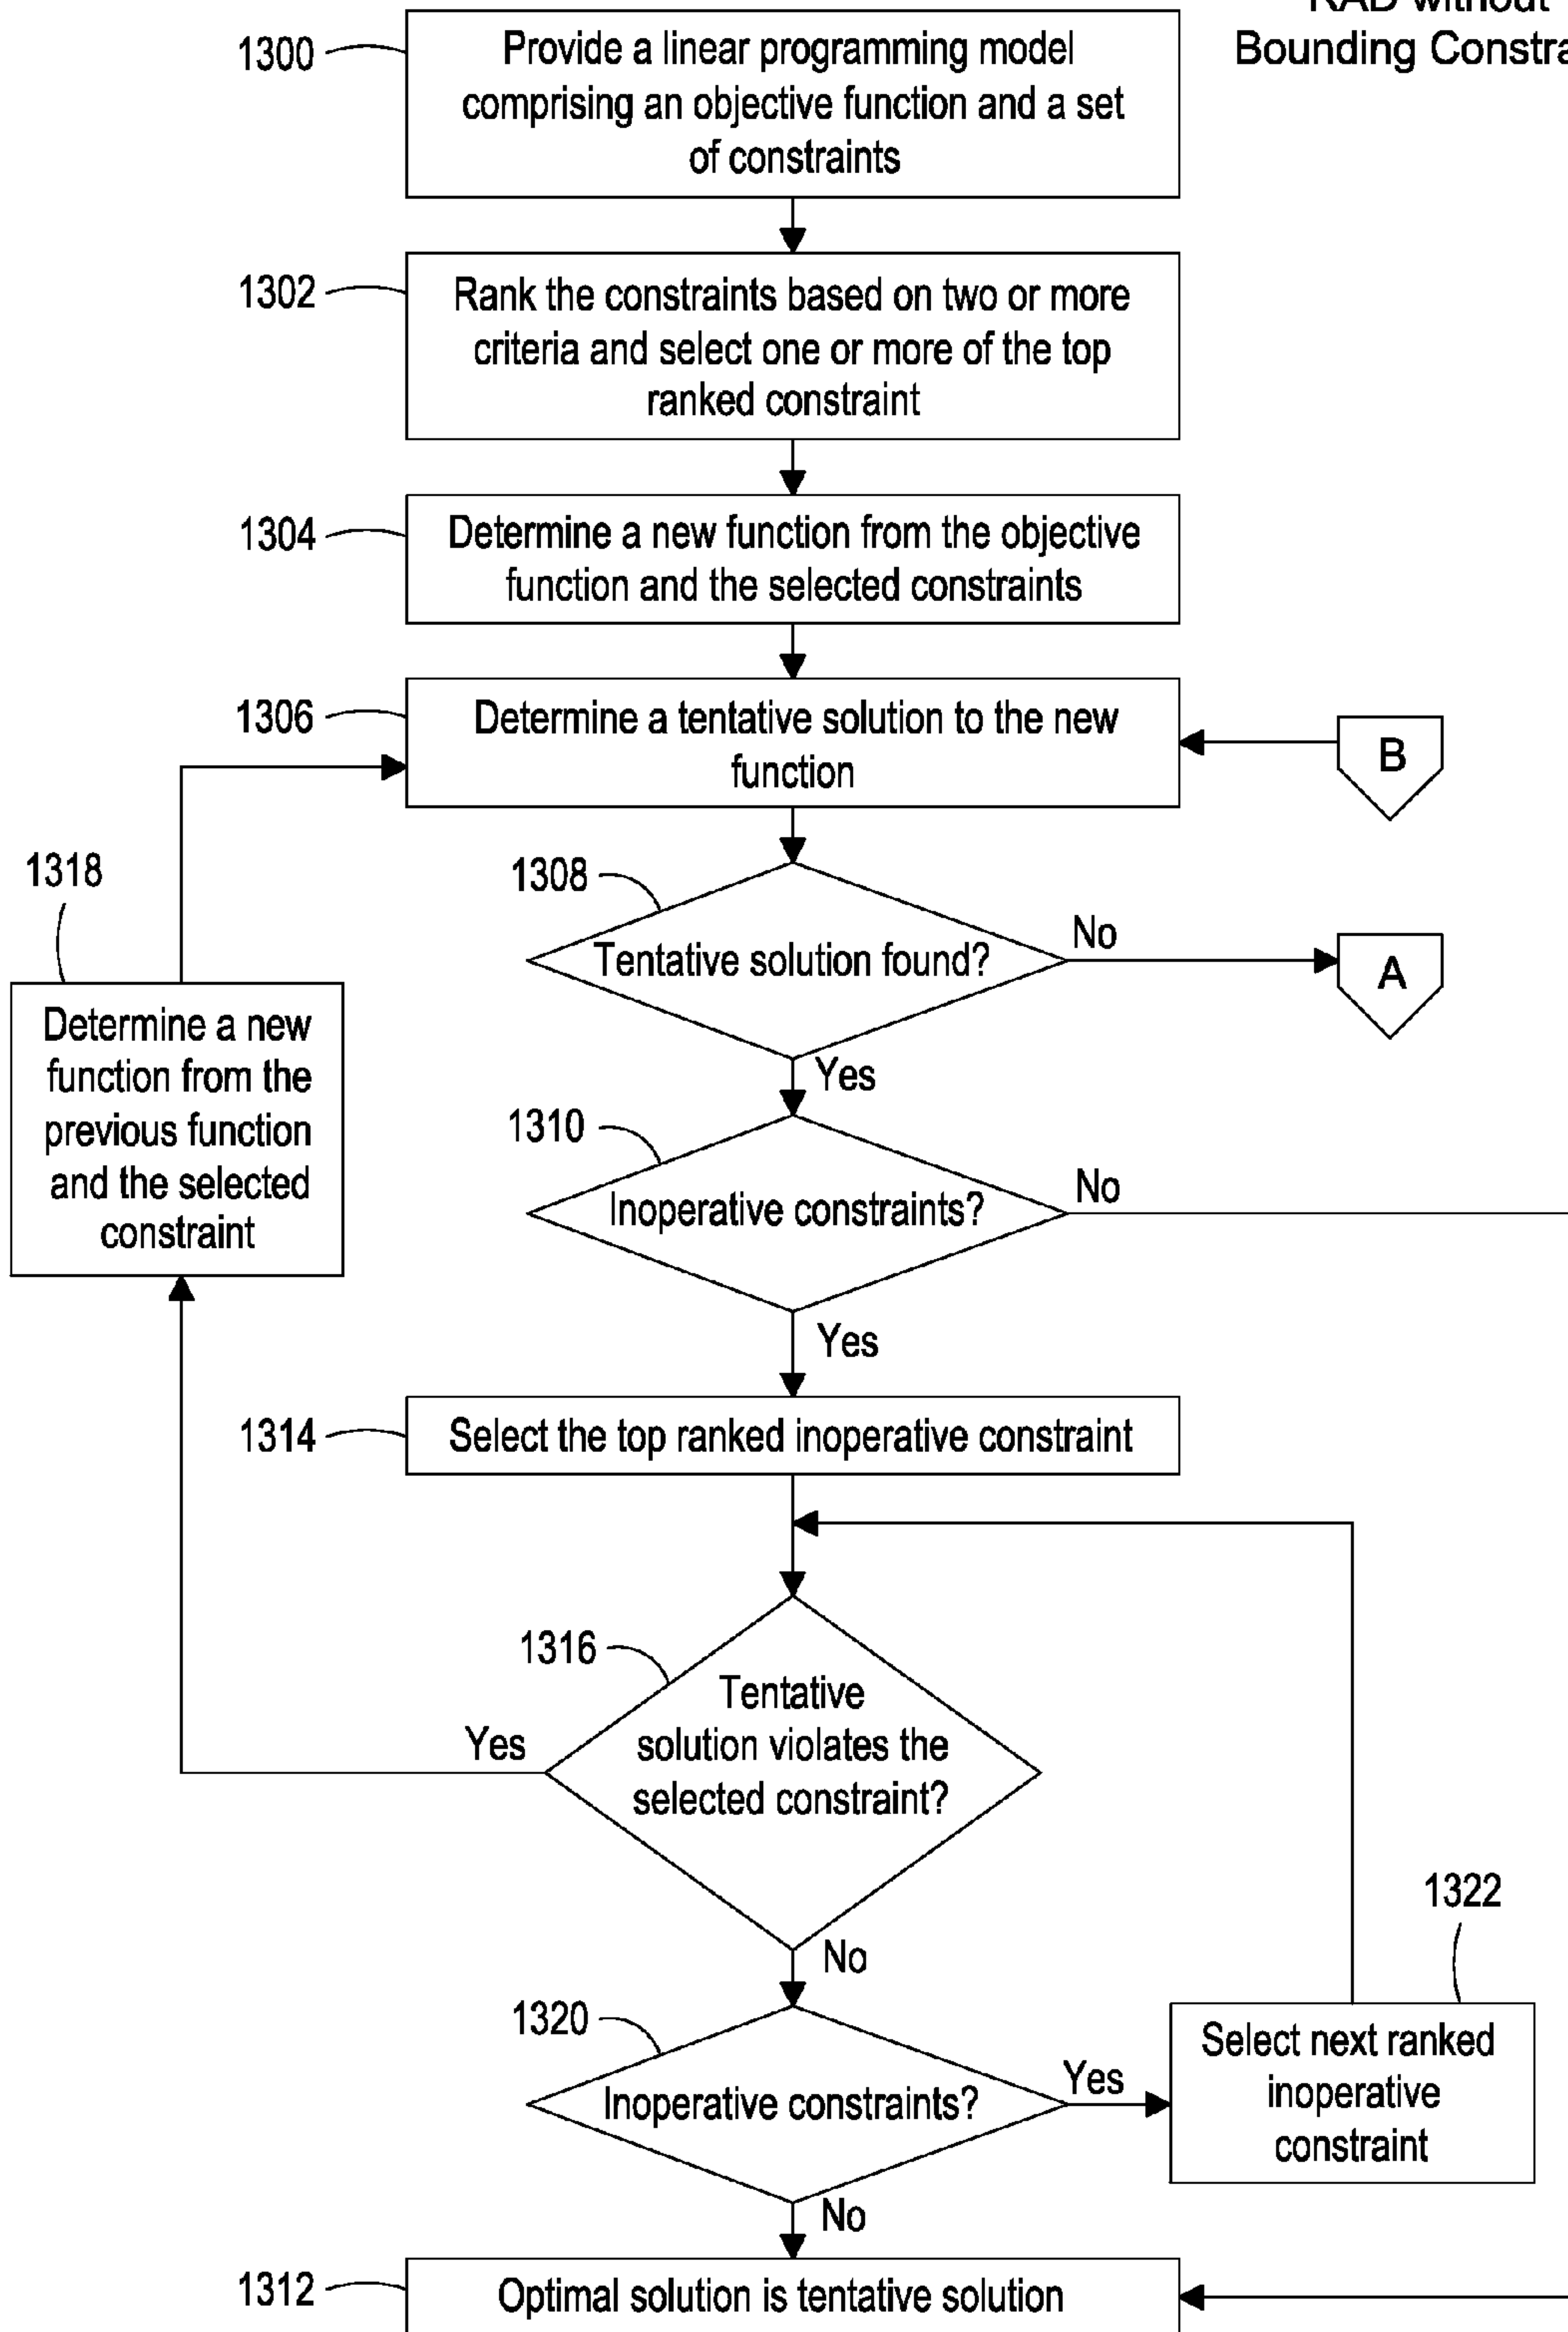 RAD without
Bounding
1300
Provide a linear programming model
comprising an objective function and a set
of constraints
1302
Rank the constraints based on two or more
criteria and select one or more of the top
ranked constraint
1304
Determine a new function from the objective
function and the selected constraints
1306
Determine a tentative solution to the new
function
B
1308
Tentative solution found?
No
A
Yes
1318
Determine a new
function from the
previous function
and the selected
constraint
1310
Inoperative constraints?
No
Yes
1314
Select the top ranked inoperative constraint
1316
Tentative
solution violates the
selected constraint?
Yes
No
1320
Inoperative constraints?
Yes
1322
Select next ranked
inoperative
constraint
No
1312
Optimal solution is tentative solution